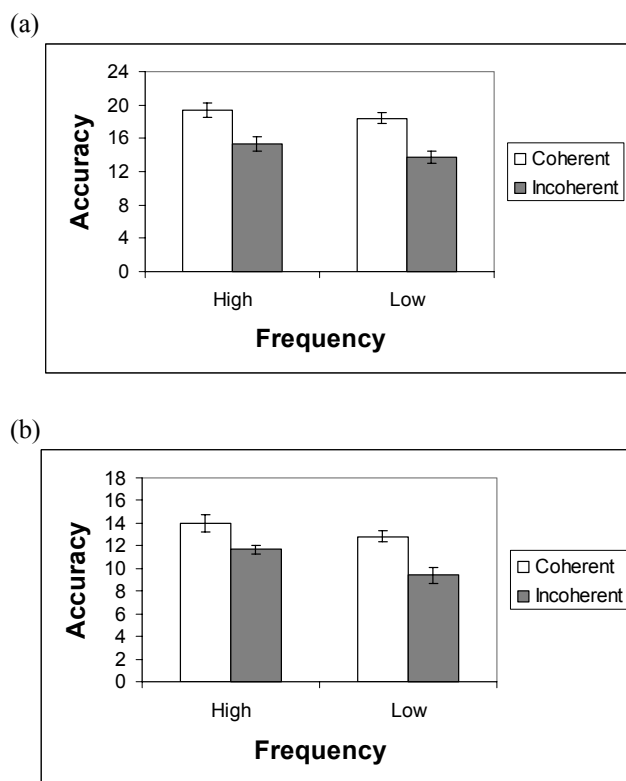 (a)
24
20
16
12
8
4
0
Accuracy
High Low
Frequency
Coherent
Incoherent
(b)
18
16
14
12
10
8
6
4
2
0
Accuracy
High Low
Frequency
Coherent
Incoherent